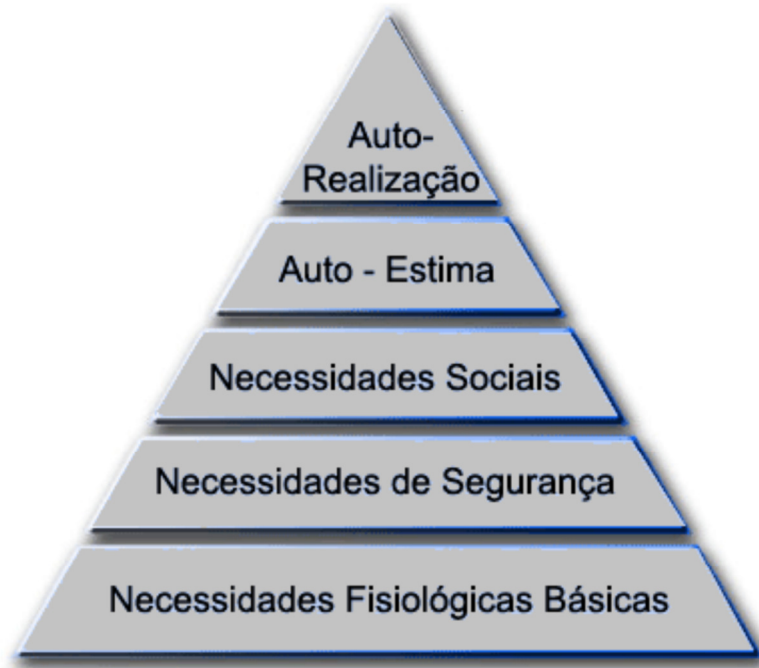 Auto-
Realização
Auto - Estima
Necessidades Sociais
Necessidades de Segurança
Necessidades Fisiológicas Básicas